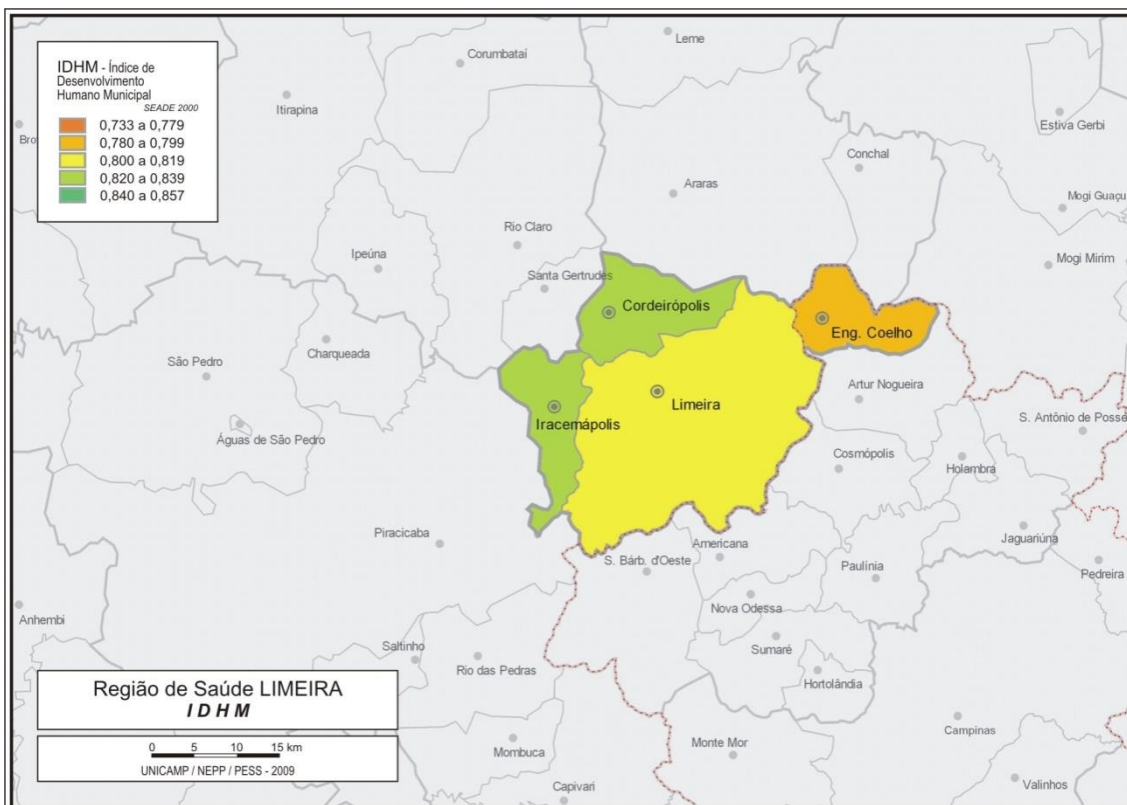 IDHM - Índice de
Desenvolvimento
Humano Municipal
SEADE 2000
0,733 a 0,779
0,780 a 0,799
0,800 a 0,819
0,820 a 0,839
0,840 a 0,857
Leme
Corumbataí
Itirapina
Bro
Estiva Gerbi
Conchal
Araras
Mogi Guaçu
Rio Claro
Ipeúna
Mogi Mirim
Santa Gertrudes
Cordeirópolis
Eng. Coelho
Charqueada
São Pedro
Artur Nogueira
Limeira
Iracemápolis
S. Antônio de Posse
Águas de São Pedro
Cosmópolis
Holambra
Piracicaba
Jaguariúna
Americana
S. Bárb. d'Oeste
Paulínia
Pedreira
Nova Odessa
Anhembi
Saltinho
Sumaré
Rio das Pedras
Hortolândia
Região de Saúde LIMEIRA
IDHM
0 5 10 15 km
UNICAMP / NEPP / PESS - 2009
Campinas
Mombuca
Monte Mor
Capivari
Valinhos